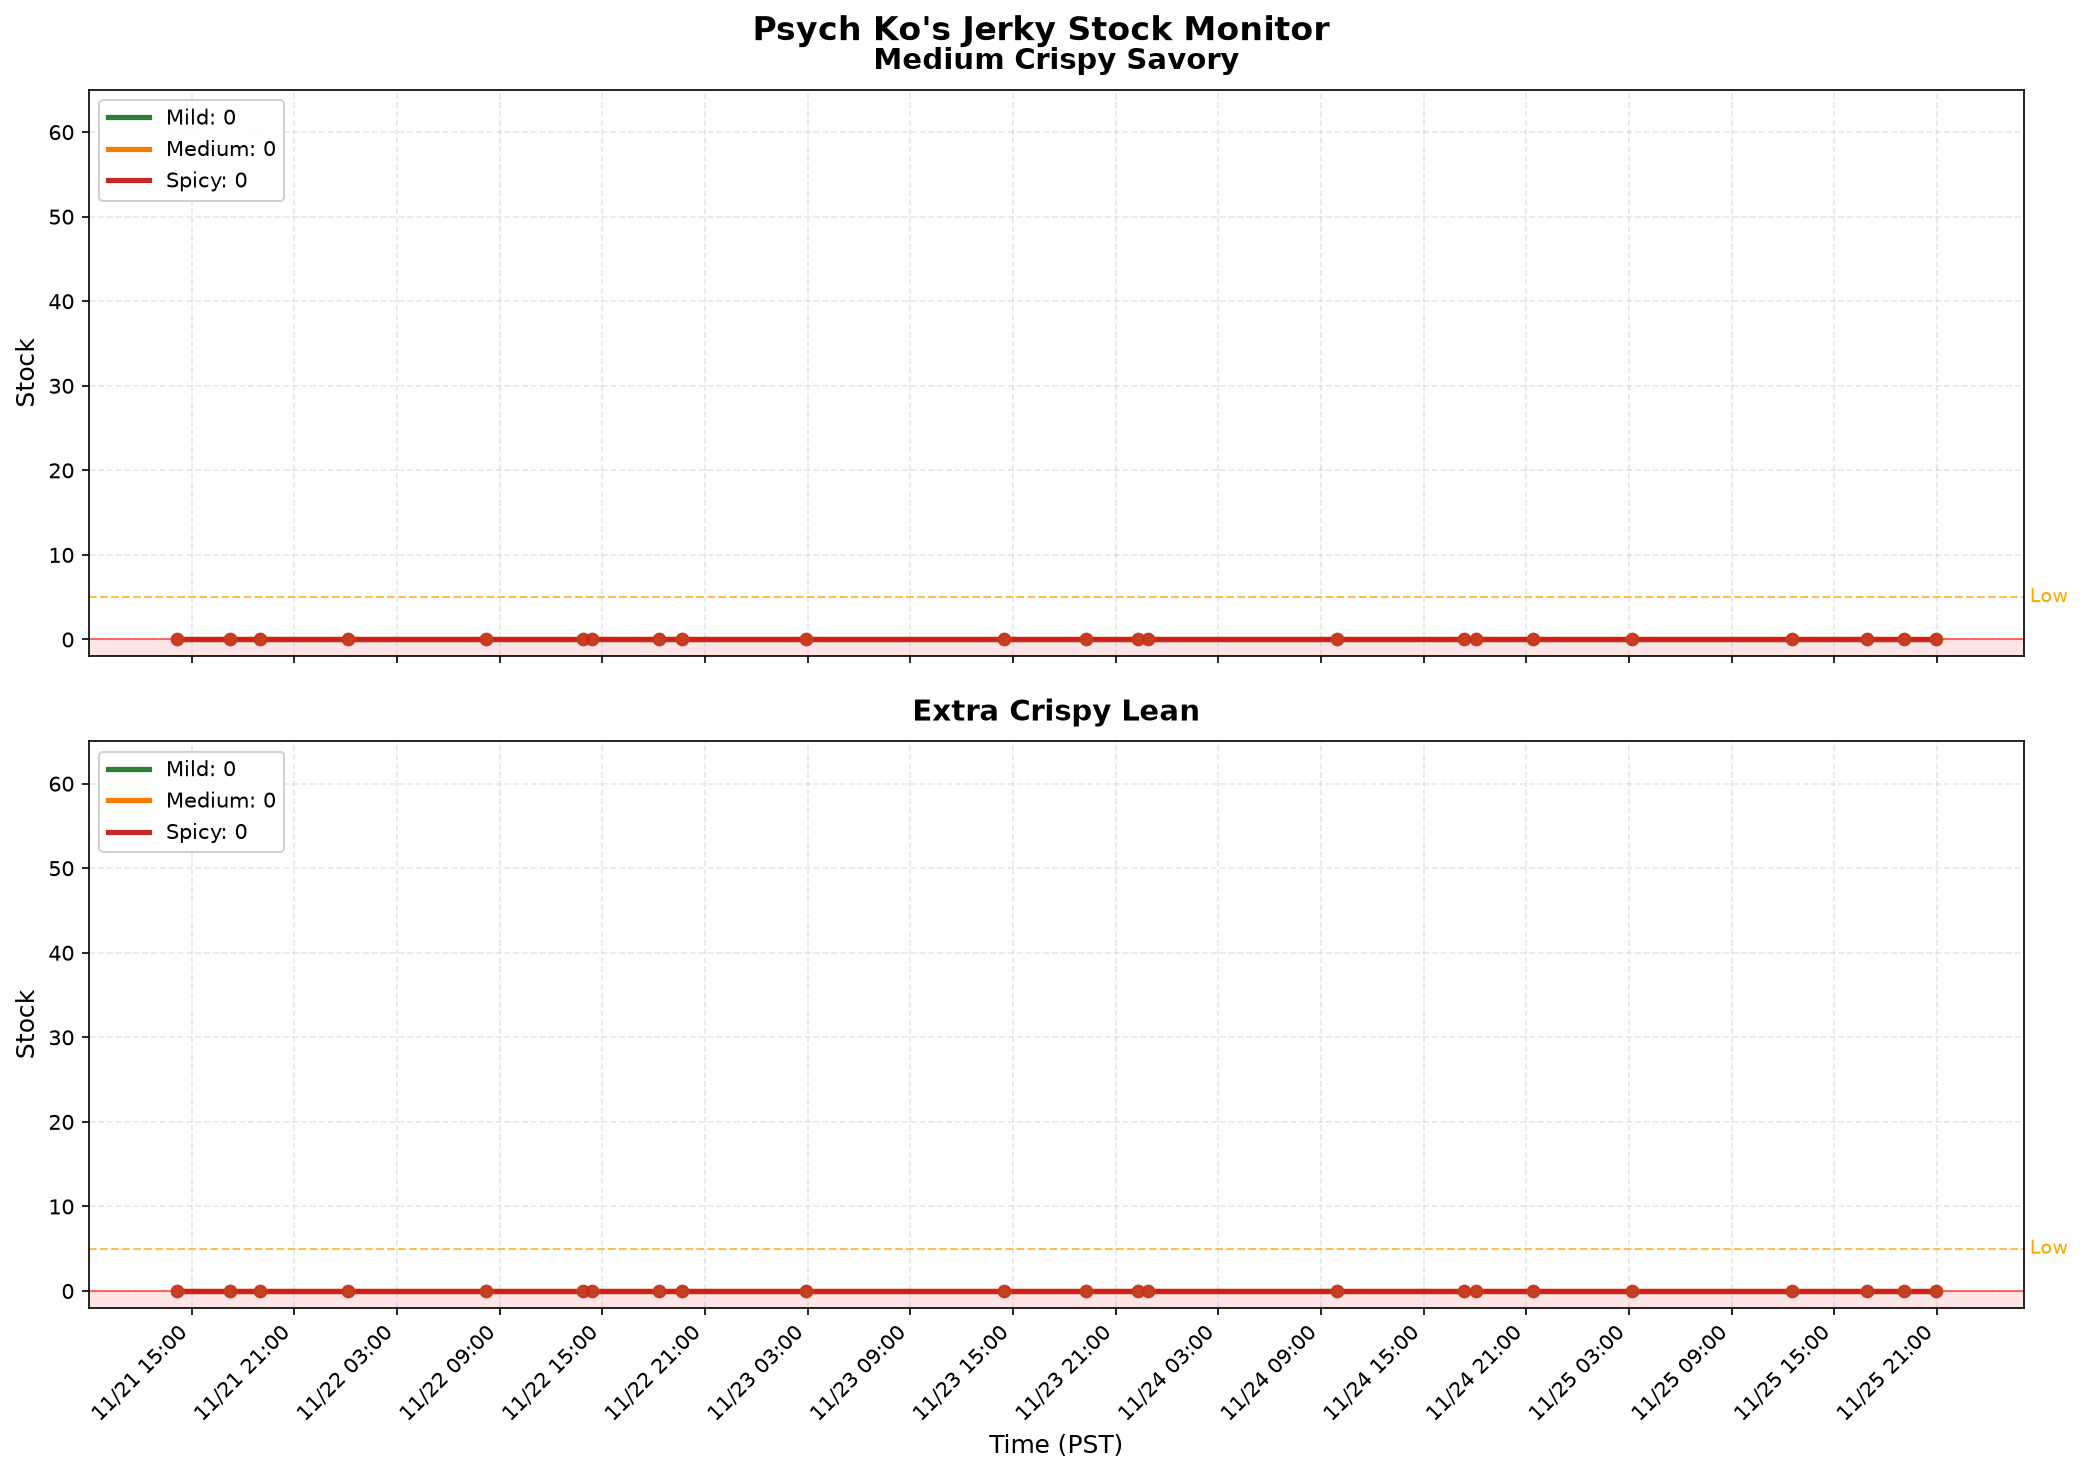 Psych Ko's Jerky Stock Monitor
Medium Crispy Savory
Mild: 0
Medium: 0
Spicy: 0
60
50
40
30
20
10
0
Stock
Low
Extra Crispy Lean
Mild: 0
Medium: 0
Spicy: 0
60
50
40
30
20
10
0
Stock
Low
11/21 15:00
11/21 21:00
11/22 03:00
11/22 09:00
11/22 15:00
11/22 21:00
11/23 03:00
11/23 09:00
11/23 15:00
11/23 21:00
11/24 03:00
11/24 09:00
11/24 15:00
11/24 21:00
11/25 03:00
11/25 09:00
11/25 15:00
11/25 21:00
Time (PST)